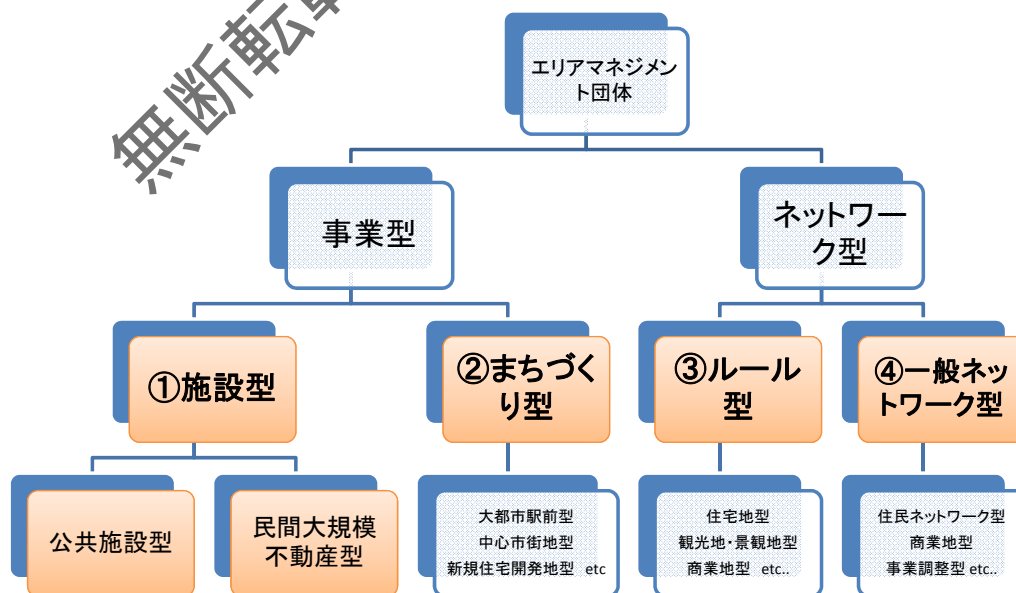 無断転
エリアマネジメン
ト団体
事業型
ネットワー
ク型
①施設型
②まちづく
り型
③ルール
型
④一般ネッ
トワーク型
公共施設型
民間大規模
不動産型
大都市駅前型
中心市街地型
新規住宅開発地型 etc
住宅地型
観光地・景観地型
商業地型 etc..
住民ネットワーク型
商業地型
事業調整型 etc..